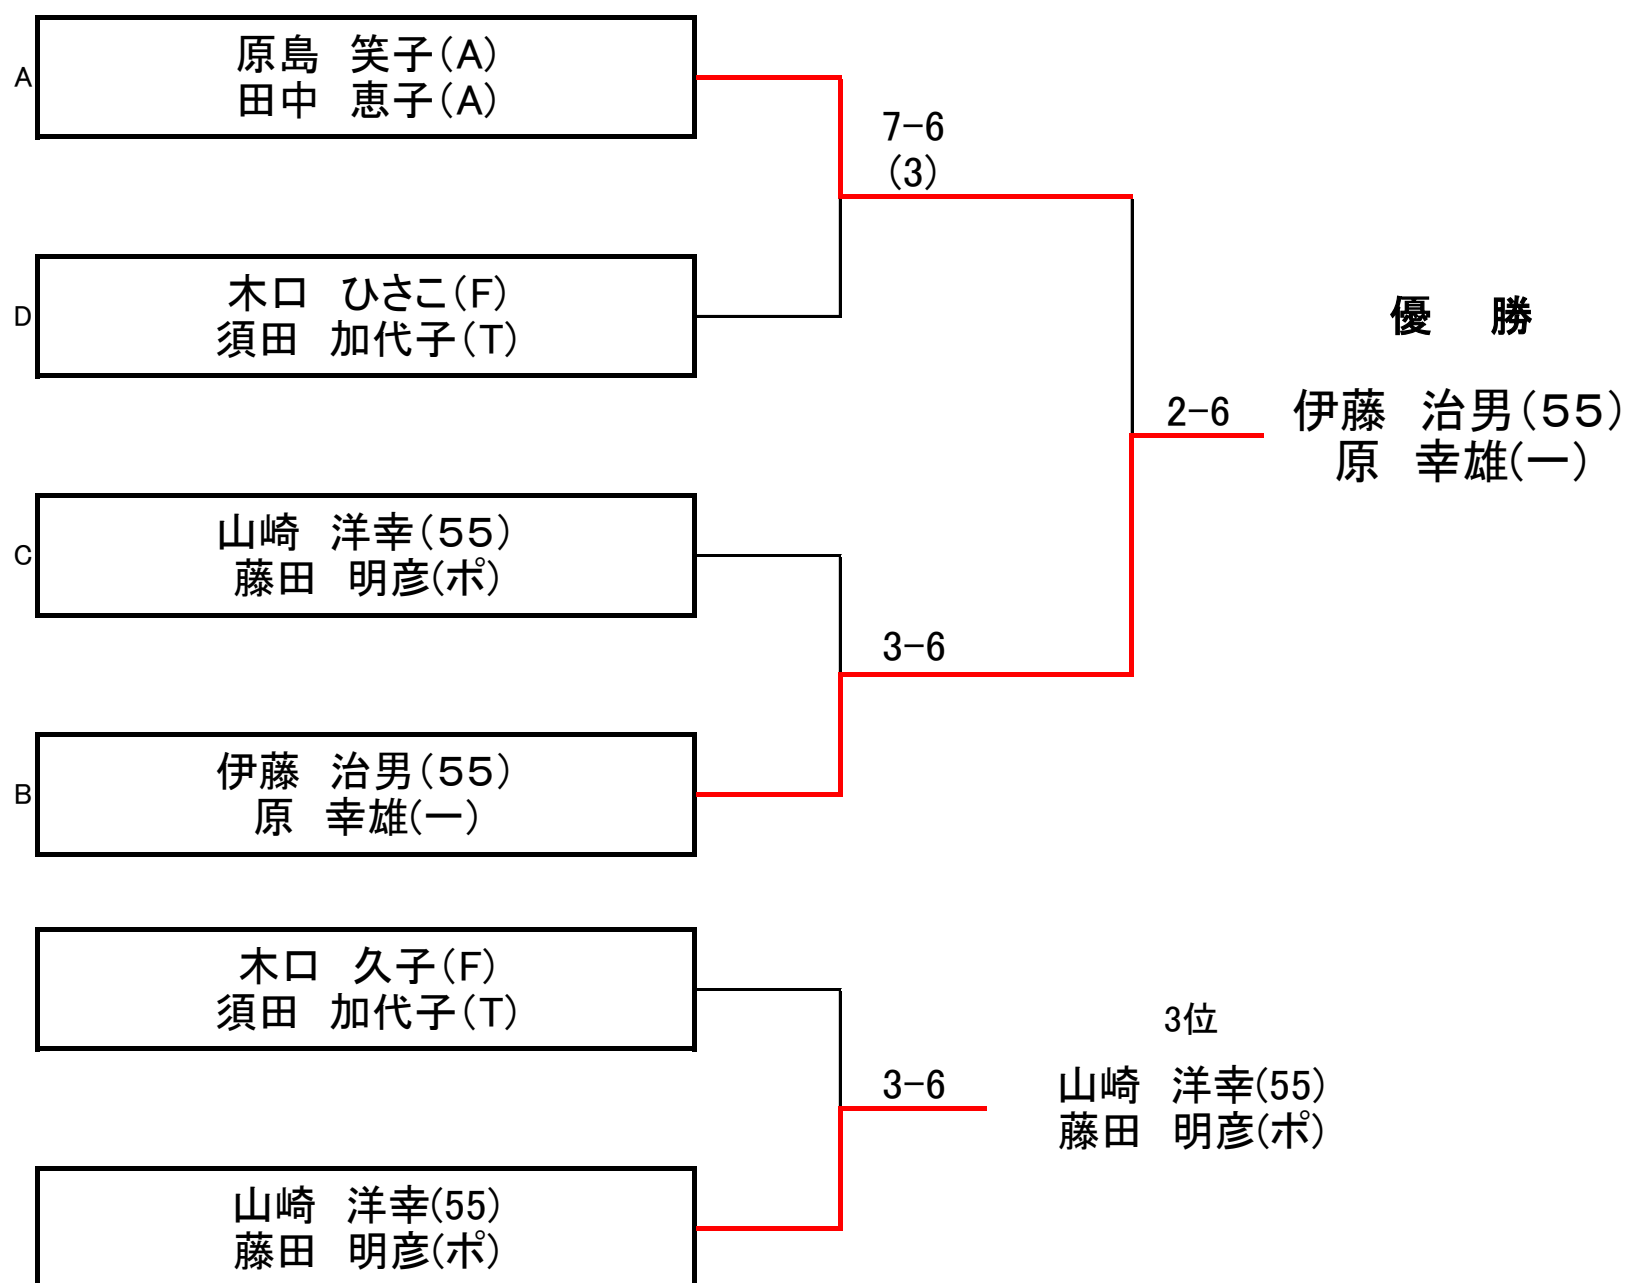 A
原島　笑子(A)
田中　恵子(A)
7-6
(3)
D
木口　ひさこ(F)
須田　加代子(T)
優　勝
2-6
伊藤　治男(55)
原　幸雄(一)
C
山崎　洋幸(55)
藤田　明彦(ポ)
3-6
B
伊藤　治男(55)
原　幸雄(一)
木口　久子(F)
須田　加代子(T)
3位
3-6
山崎　洋幸(55)
藤田　明彦(ポ)
山崎　洋幸(55)
藤田　明彦(ポ)